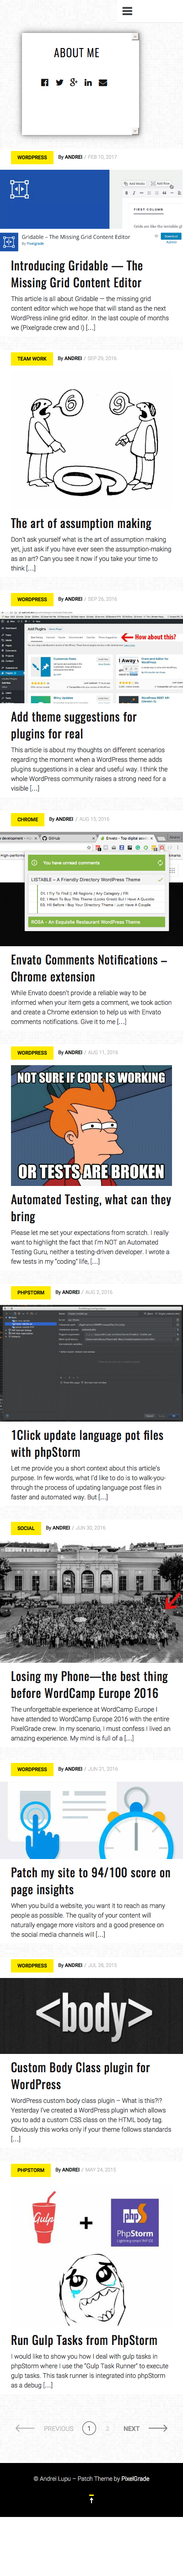 ABOUT ME
WORDPRESS By ANDREI / FEB 15, 2017
FIRST COLUMN
Gridable – The Missing Grid Content Editor
By Pixelgrade
Introducing Gridable — The
Missing Grid Content Editor
This article is all about Gridable — the missing grid
content editor which we hope that will stand as the next
WordPress inline grid editor. In the last couple of months
we (Pixelgrade crew and I) […]
TEAM WORK By ANDREI / SEP 29, 2016
The art of assumption making
Don't ask yourself what is the art of assumption making
yet, just ask if you have ever seen the assumption-making
as an art? Can you see it now if you take your time to
think […]
WORDPRESS By ANDREI / SEP 26, 2016
Add Plugins
How about this?
Add theme suggestions for
plugins for real
This article is about my thoughts on different seasons
regarding the moment when a WordPress theme adds
plugins suggestions in a clear and useful way. I think the
whole WordPress community raises a strong need for a
visible […]
CHROME By ANDREI / AUG 15, 2016
GitHub
You have unread comments
LISTABLE – A Friendly Directory WordPress Theme
ROSA – An Exquisite Restaurant WordPress Theme
Envato Comments Notifications –
Chrome extension
While Envato doesn't provide a reliable way to be
informed when your item gets a comment, we took action
and create a Chrome extension to help us with Envato
comments notifications. Give it to me […]
WORDPRESS By ANDREI / AUG 11, 2016
NOT SURE IF CODE IS WORKING
OR TESTS ARE BROKEN
Automated Testing, what can they
bring
Please let me set your expectations from scratch. I really
want to highlight the fact that I'm NOT an Automated
Testing Guru, neither a testing-driven developer. I wrote a
few tests in my "coding" life, […]
PHPSTORM By ANDREI / AUG 2, 2016
1Click update language pot files
with phpStorm
Let me provide you a short context about this article's
purpose. In few words, what I'd like to do is to walk-you-
through the process of updating language post files in
faster and automated way. But […]
SOCIAL By ANDREI / JUN 30, 2016
Losing my Phone—the best thing
before WordCamp Europe 2016
The unforgettable experience at WordCamp Europe I
have attended to WordCamp Europe 2016 with the entire
PixelGrade crew. In my scenario, I must confess I lived an
amazing experience. My mind is full of a […]
WORDPRESS By ANDREI / JUN 21, 2016
Patch my site to 94/100 score on
page insights
When you build a website, you want it to reach as many
people as possible. The quality of your content will
naturally engage more visitors and a good presence on
the social media channels will […]
WORDPRESS By ANDREI / JUL 28, 2015
<body>
Custom Body Class plugin for
WordPress
WordPress custom body class plugin – What is this?!?
Yesterday I've created a WordPress plugin which allows
you to add a custom CSS class on the HTML body tag.
Obviously this works only if your theme follows standards
[…]
PHPSTORM By ANDREI / MAY 24, 2015
Gulp
+
PhpStorm
Run Gulp Tasks from PhpStorm
I would like to show you how I deal with gulp tasks in
phpStorm where I use the "Gulp Task Runner" to execute
gulp tasks. This task runner is integrated into phpStorm
as a debug […]
PREVIOUS 1 2 NEXT
© Andrei Lupu – Patch Theme by PixelGrade